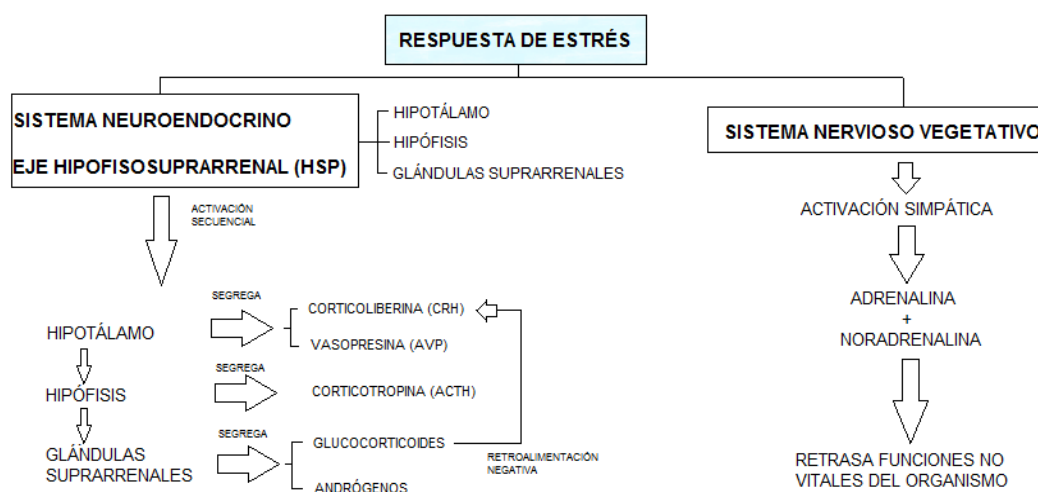 RESPUESTA DE ESTRÉS
SISTEMA NEUROENDOCRINO
EJE HIPOFISOSUPRARRENAL (HSP)
HIPOTÁLAMO
HIPÓFISIS
GLÁNDULAS SUPRARRENALES
SISTEMA NERVIOSO VEGETATIVO
ACTIVACIÓN
SECUENCIAL
ACTIVACIÓN SIMPÁTICA
HIPOTÁLAMO
SEGREGA
CORTICOLIBERINA (CRH)
VASOPRESINA (AVP)
HIPÓFISIS
SEGREGA
CORTICOTROPINA (ACTH)
GLÁNDULAS
SUPRARRENALES
SEGREGA
GLUCOCORTICOIDES
ANDRÓGENOS
RETROALIMENTACIÓN
NEGATIVA
ADRENALINA
+
NORADRENALINA
RETRASA FUNCIONES NO
VITALES DEL ORGANISMO